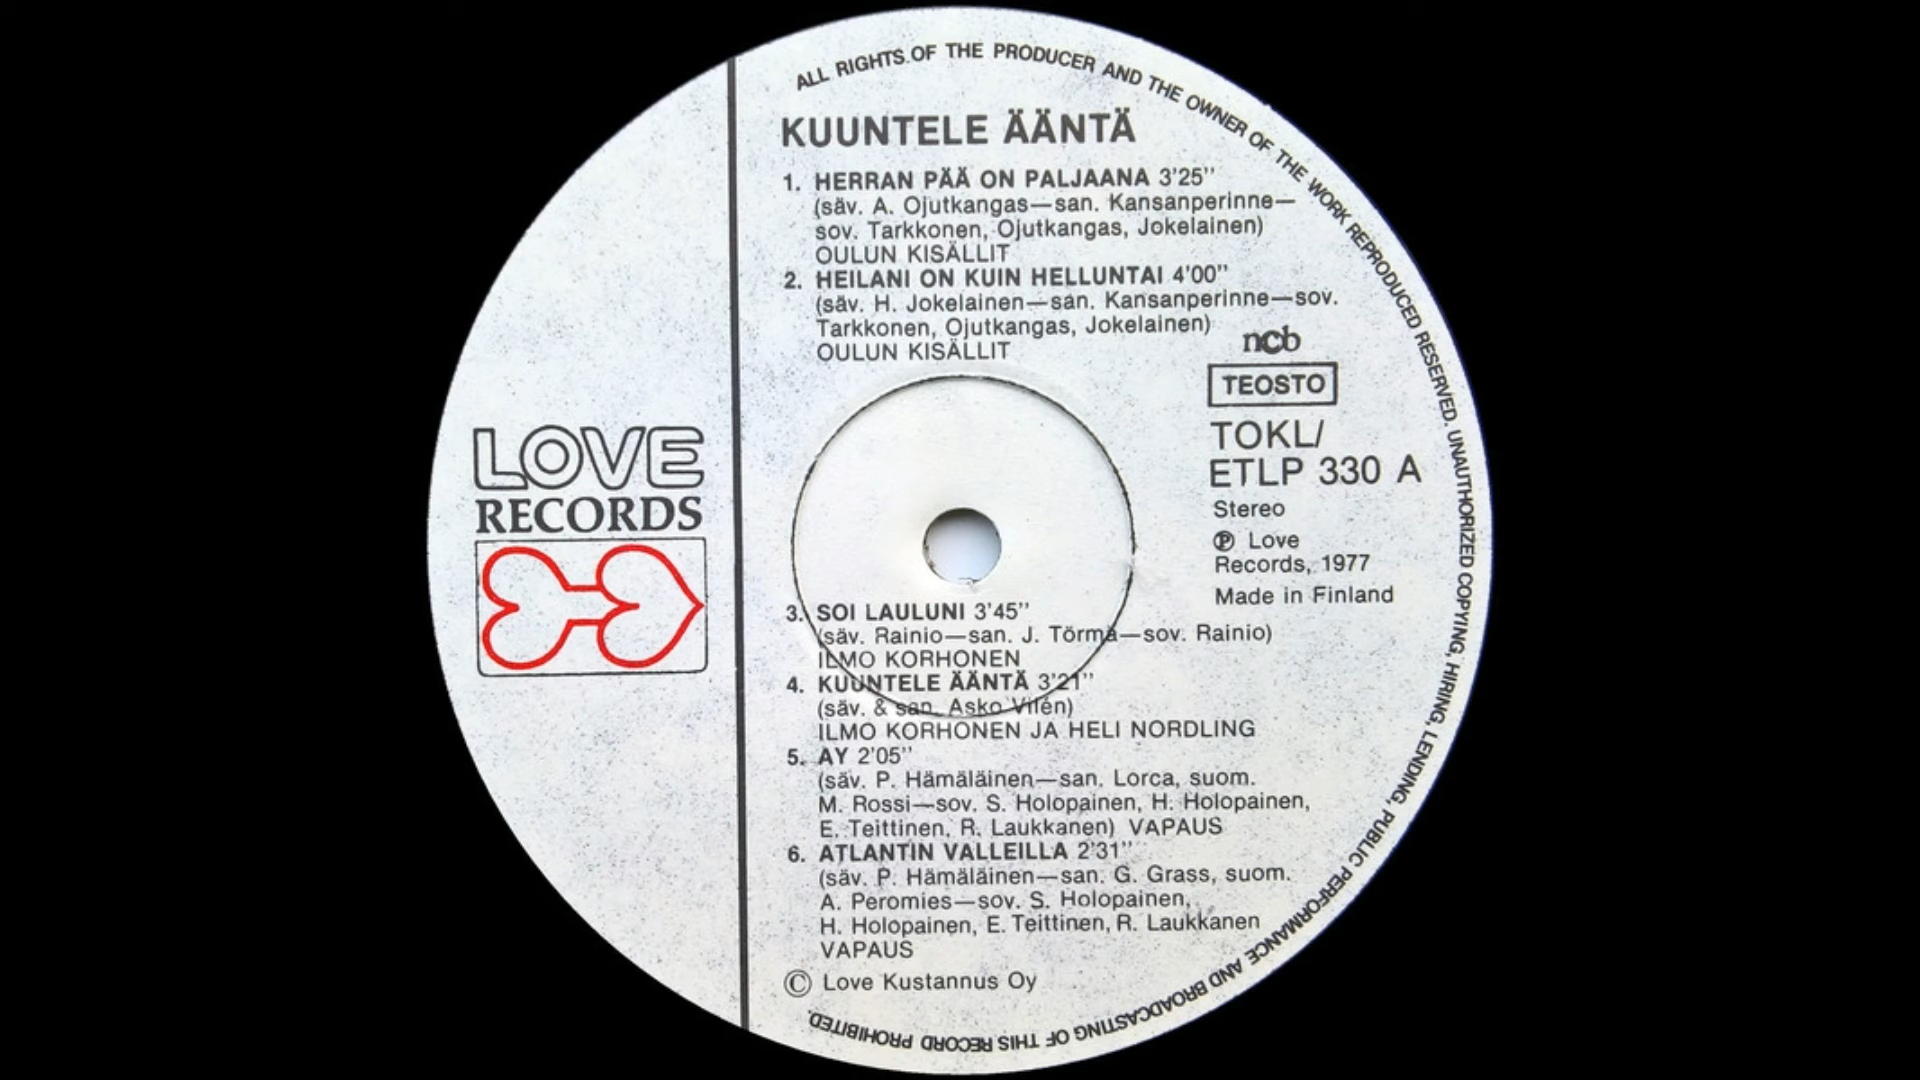 ALL RIGHTS OF THE PRODUCER AND THE OWNER OF THE WORK REPRODUCED RESERVED. UNAUTHORIZED COPYING, HIRING, LENDING, PUBLIC PERFORMANCE AND BROADCASTING OF THIS RECORD PROHIBITED.
LOVE
RECORDS
KUUNTELE ÄÄNTÄ
1. HERRAN PÄÄ ON PALJAANA 3'25''
(säv. A. Ojutkangas—san. Kansanperinne—
sov. Tarkkonen, Ojutkangas, Jokelainen)
OULUN KISÄLLIT
2. HEILANI ON KUIN HELLUNTAI 4'00''
(säv. H. Jokelainen—san. Kansanperinne—sov.
Tarkkonen, Ojutkangas, Jokelainen)
OULUN KISÄLLIT
ncb
TEOSTO
TOKL/
ETLP 330 A
Stereo
Ⓟ Love
Records, 1977
Made in Finland
3. SOI LAULUNI 3'45''
(säv. Rainio—san. J. Törmä—sov. Rainio)
ILMO KORHONEN
4. KUUNTELE ÄÄNTÄ 3'21''
(säv. & san. Asko Vilén)
ILMO KORHONEN JA HELI NORDLING
5. AY 2'05''
(säv. P. Hämäläinen—san. Lorca, suom.
M. Rossi—sov. S. Holopainen, H. Holopainen,
E. Teittinen, R. Laukkanen) VAPAUS
6. ATLANTIN VALLEILLA 2'31''
(säv. P. Hämäläinen—san. G. Grass, suom.
A. Peromies—sov. S. Holopainen,
H. Holopainen, E. Teittinen, R. Laukkanen
VAPAUS
© Love Kustannus Oy